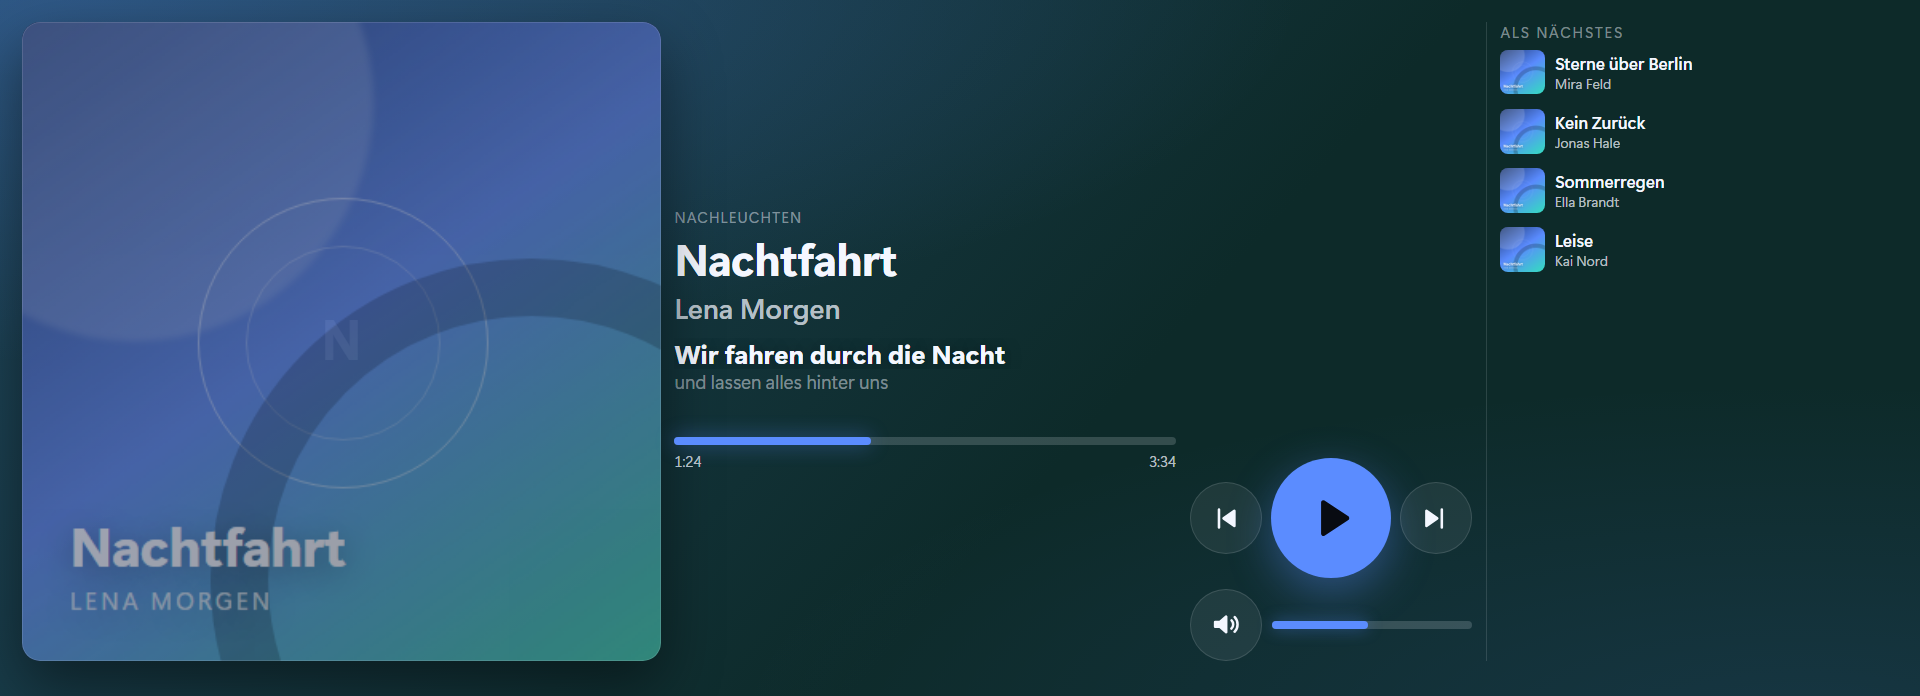 N
Nachtfahrt
LENA MORGEN
NACHLEUCHTEN
Nachtfahrt
Lena Morgen
Wir fahren durch die Nacht
und lassen alles hinter uns
1:24
3:34
ALS NÄCHSTES
Sterne über Berlin
Mira Feld
Kein Zurück
Jonas Hale
Sommerregen
Ella Brandt
Leise
Kai Nord